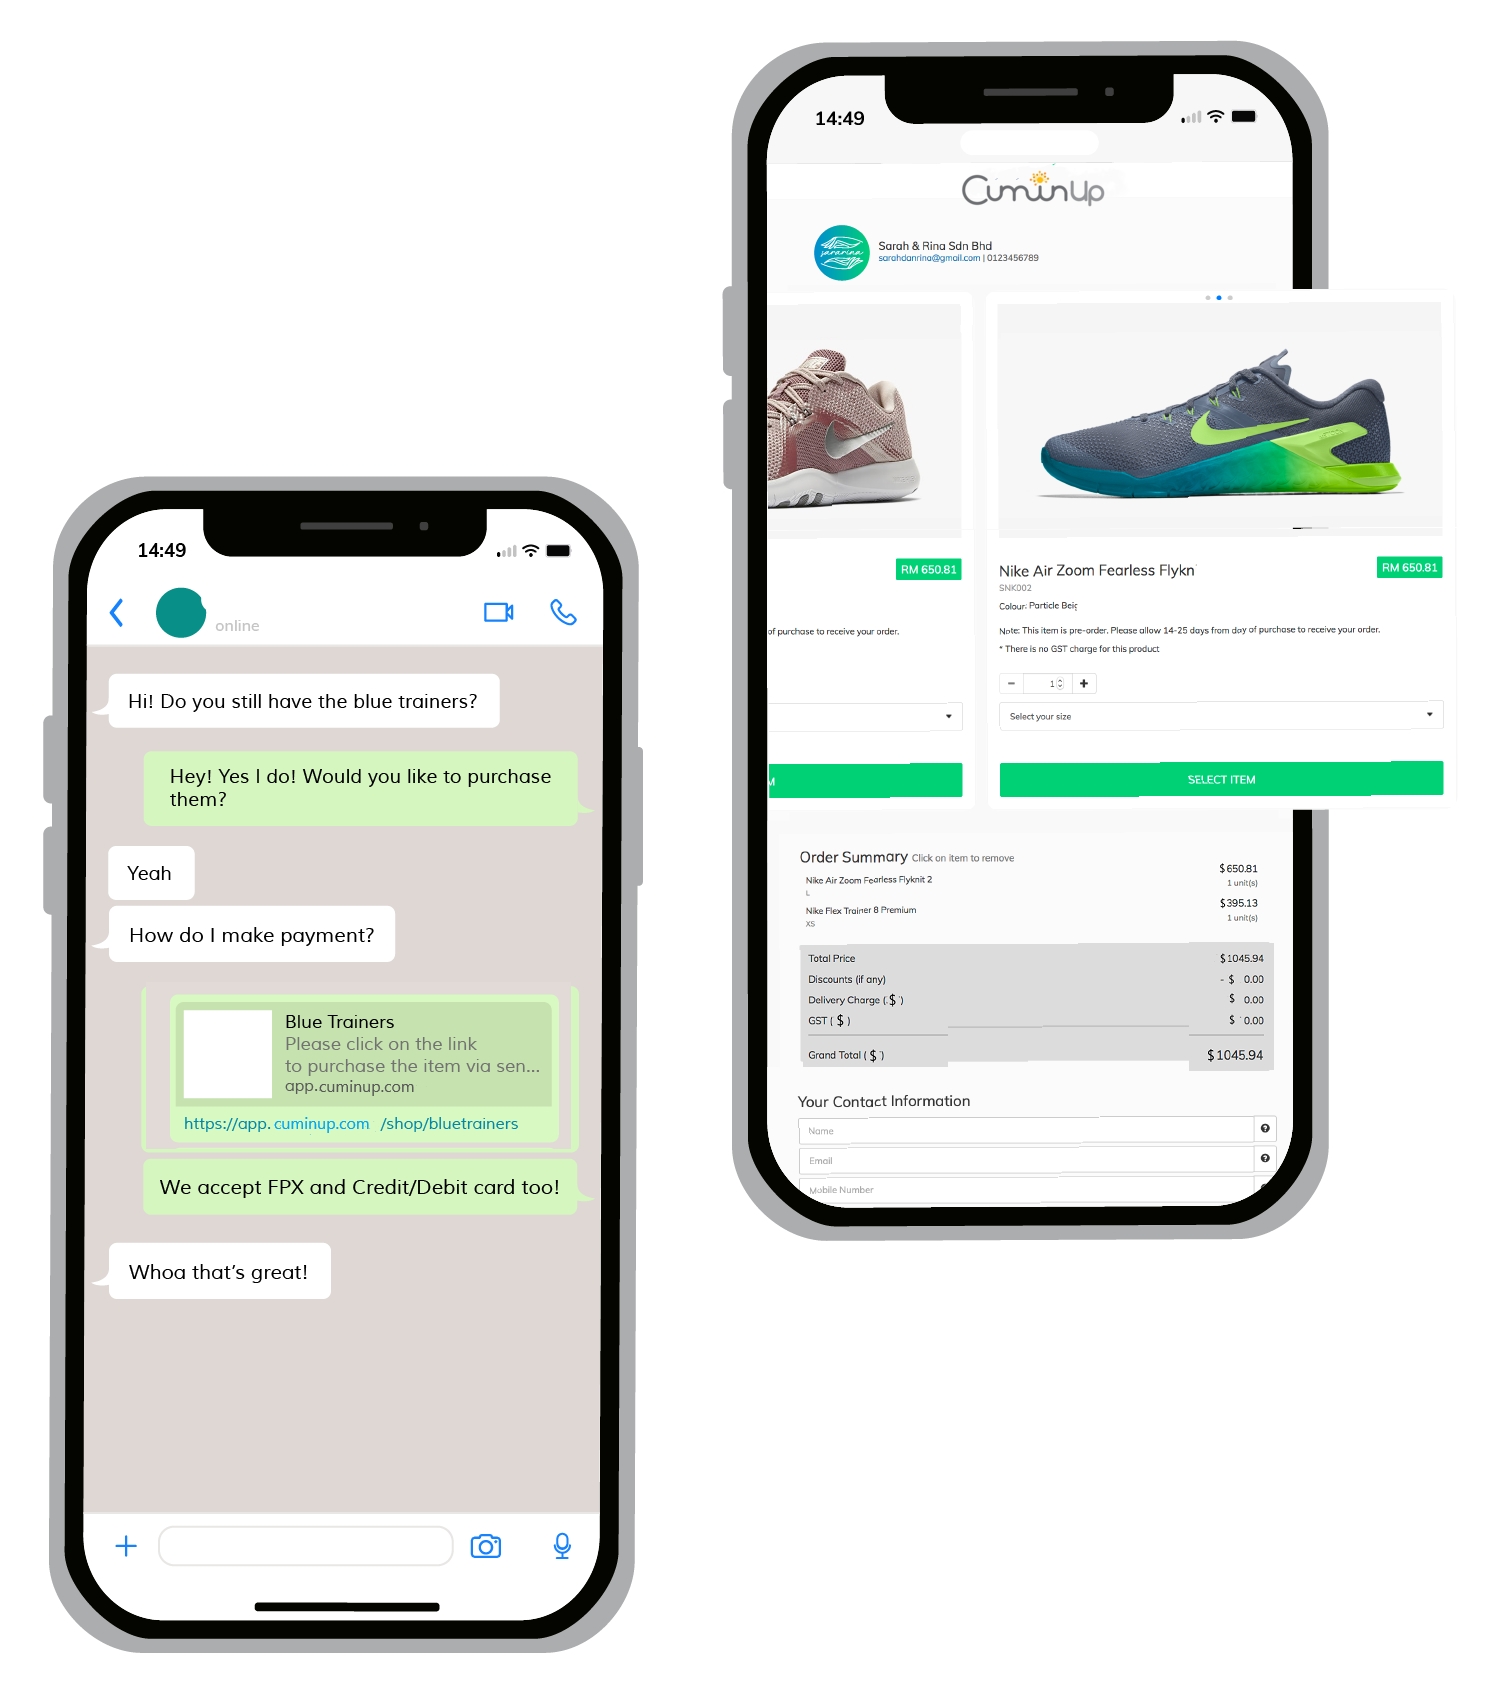 14:49
online
Hi! Do you still have the blue trainers?
Hey! Yes I do! Would you like to purchase
them?
Yeah
How do I make payment?
Blue Trainers
Please click on the link
to purchase the item via sen...
app.cuminup.com
https://app.cuminup.com /shop/bluetrainers
We accept FPX and Credit/Debit card too!
Whoa that's great!
14:49
CuminUp
sararina
Sarah & Rina Sdn Bhd
sarahdanrina@gmail.com | 0123456789
RM 650.81
of purchase to receive your order.
M
Nike Air Zoom Fearless Flykn
RM 650.81
SNK002
Colour: Particle Beig
Note: This item is pre-order. Please allow 14-25 days from day of purchase to receive your order.
* There is no GST charge for this product
- 1 +
Select your size
SELECT ITEM
Order Summary Click on item to remove
Nike Air Zoom Fearless Flyknit 2 $650.81
L 1 unit(s)
Nike Flex Trainer 8 Premium $395.13
XS 1 unit(s)
Total Price $1045.94
Discounts (if any) - $ 0.00
Delivery Charge ( $ ) $ 0.00
GST ( $ ) $ 0.00
Grand Total ( $ ) $1045.94
Your Contact Information
Name
Email
Mobile Number